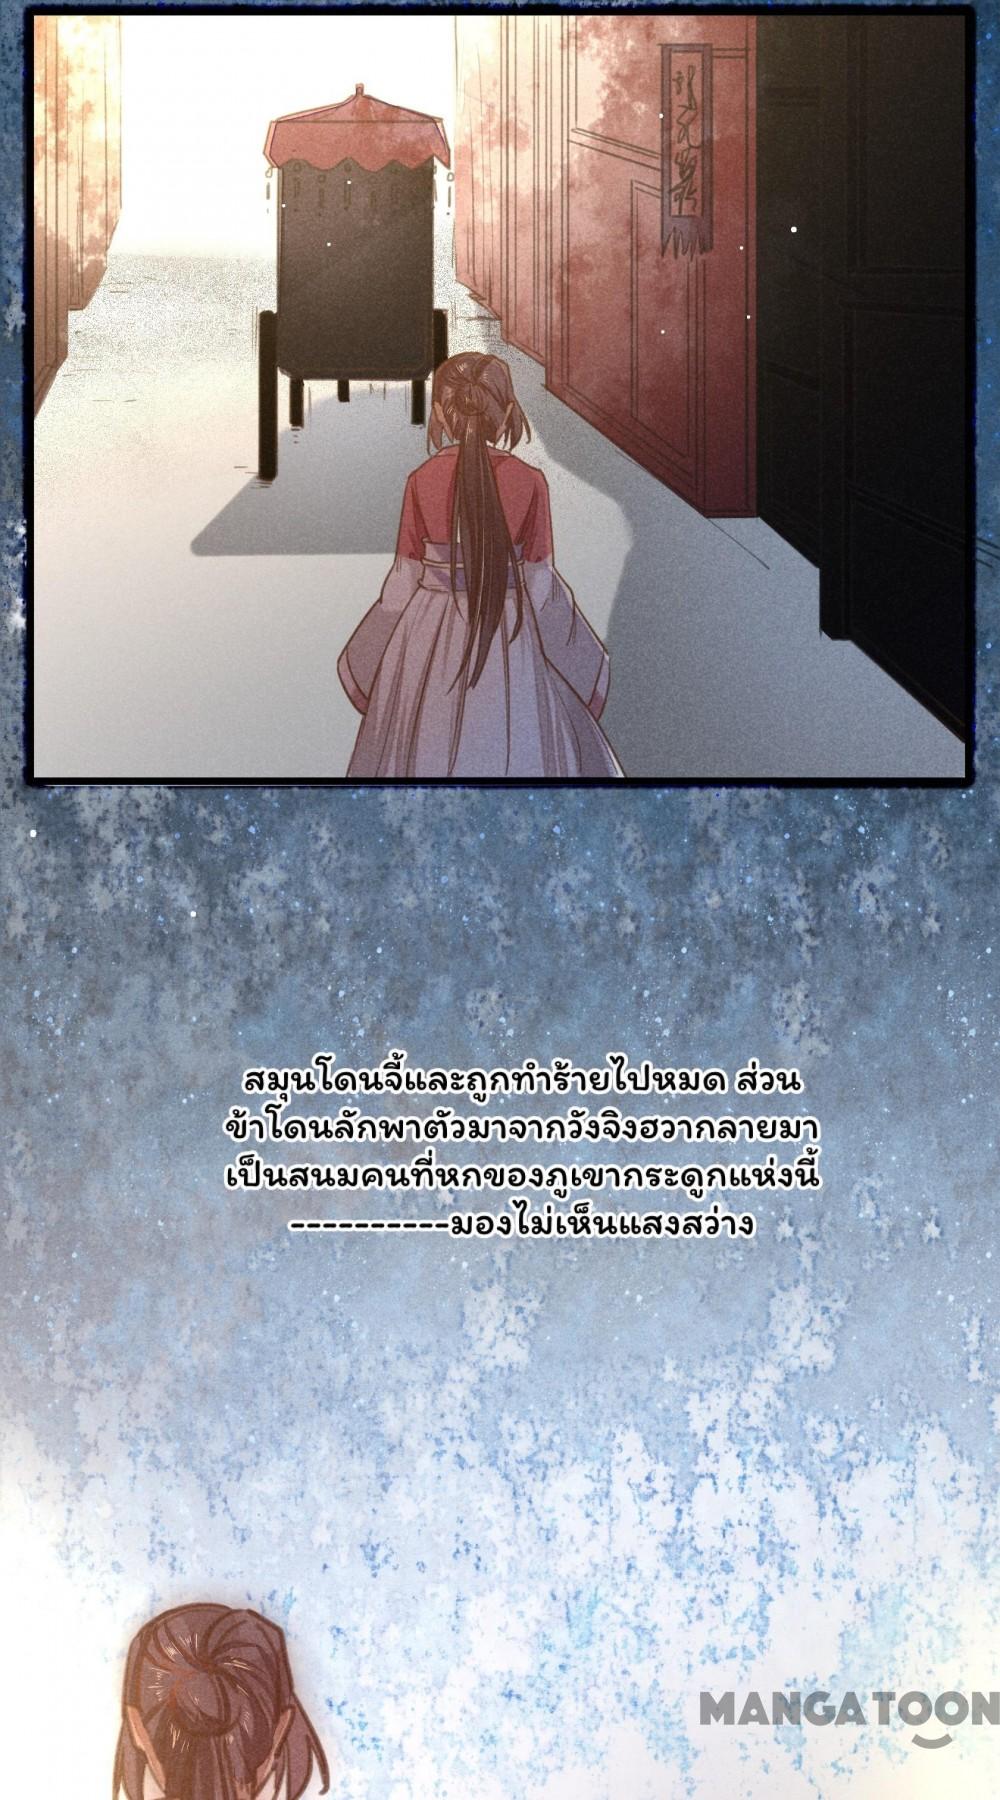 สมุนโดนจี้และถูกทำร้ายไปหมด ส่วน
ข้าโดนลักพาตัวมาจากวังจิงฮวากลายมา
เป็นสนมคนที่หกของภูเขากระดูกแห่งนี้
----------มองไม่เห็นแสงสว่าง
MANGATOON